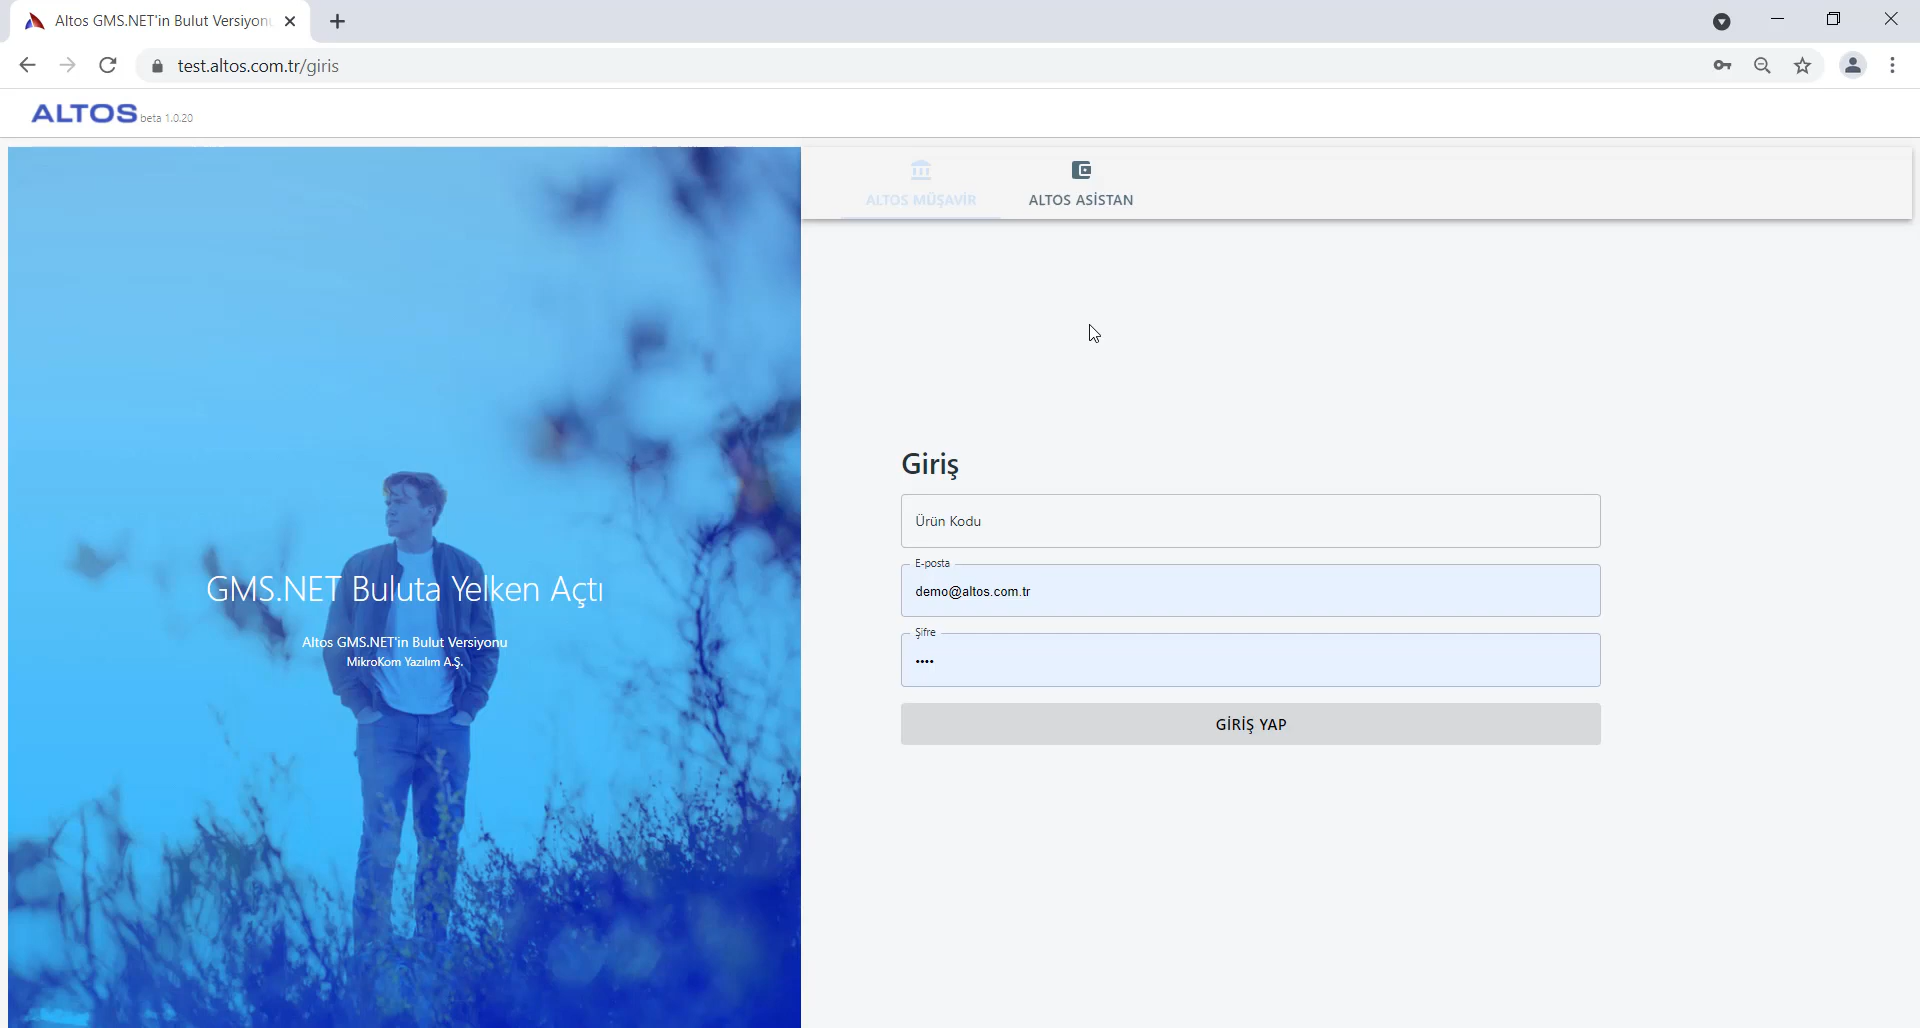 Altos GMS.NET'in Bulut Versiyonu
test.altos.com.tr/giris
ALTOS beta 1.0.20
ALTOS MÜŞAVİR
ALTOS ASİSTAN
GMS.NET Buluta Yelken Açtı
Altos GMS.NET'in Bulut Versiyonu
MikroKom Yazılım A.Ş.
Giriş
Ürün Kodu
E-posta
demo@altos.com.tr
Şifre
••••
GİRİŞ YAP